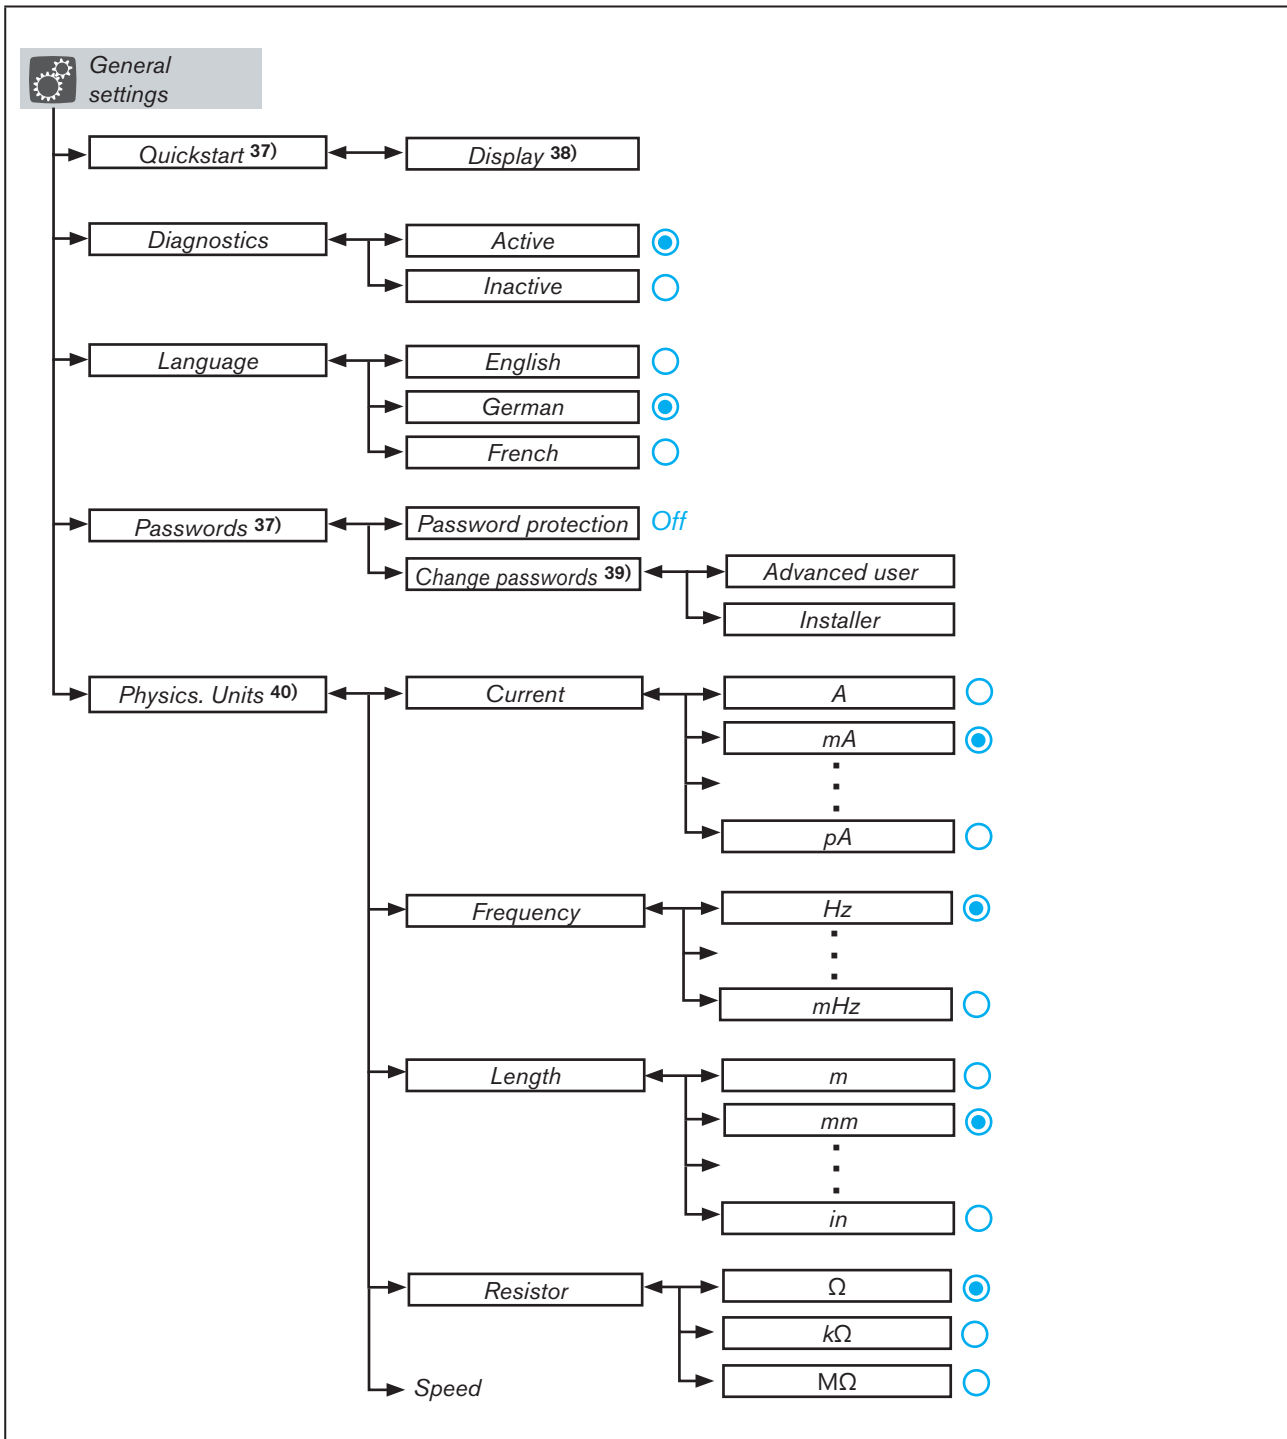 General
settings
Quickstart 37)
Display 38)
Diagnostics
Active
Inactive
Language
English
German
French
Passwords 37)
Password protection
Off
Change passwords 39)
Advanced user
Installer
Physics. Units 40)
Current
A
mA
pA
Frequency
Hz
mHz
Length
m
mm
in
Resistor
Ω
kΩ
MΩ
Speed